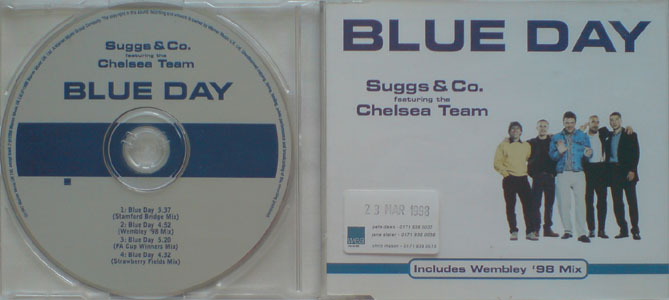 Suggs & Co.
featuring the
Chelsea Team
BLUE DAY
1: Blue Day 3.37
(Stamford Bridge Mix)
2: Blue Day 4.52
(Wembley '98 Mix)
3: Blue Day 5.20
(FA Cup Winners Mix)
4: Blue Day 4.32
(Strawberry Fields Mix)
BLUE DAY
Suggs & Co.
featuring the
Chelsea Team
23 MAR 1998
Includes Wembley '98 Mix